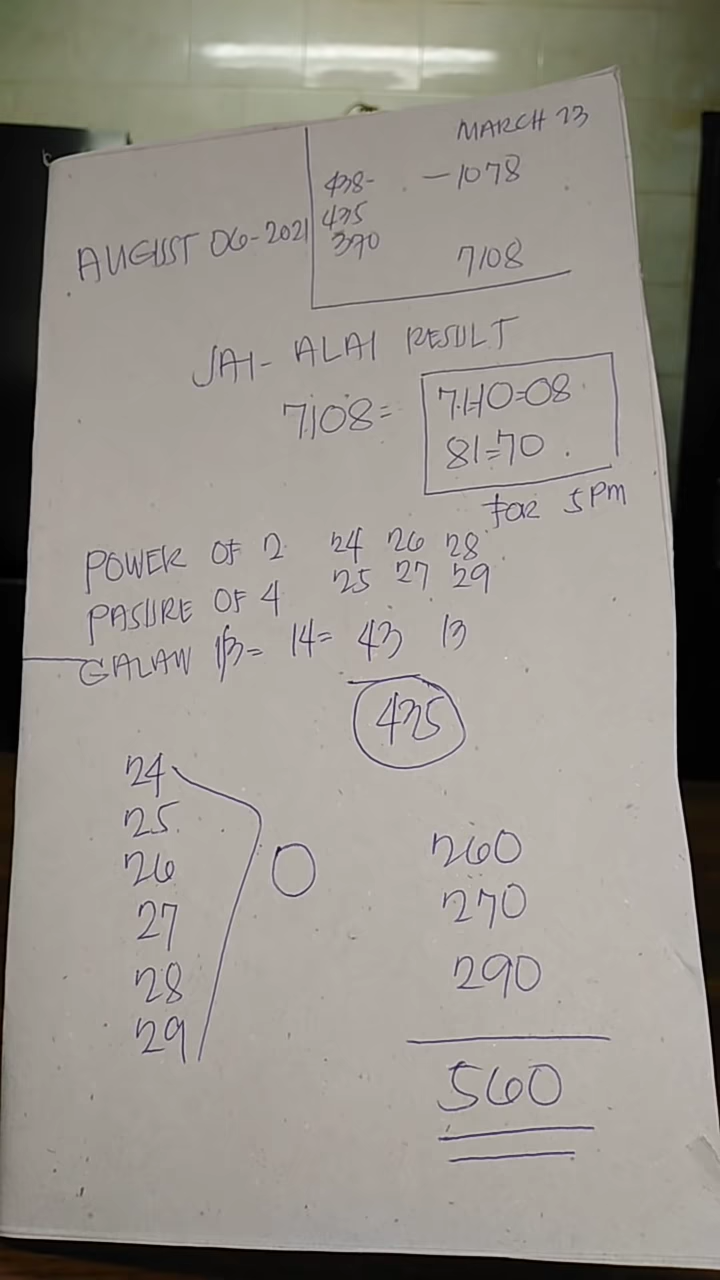 MARCH 23
438- - 1078
435
390
7108
AUGUST 06-2021
JAI-ALAI RESULT
7108=
7.1-10=08
81=70.
FOR 5PM
POWER OF 2 24 26 28
25 27 29
PASURE OF 4
GALAW 13= 14= 43 13
435
24
25
26
27
28
29
0
260
270
290
560